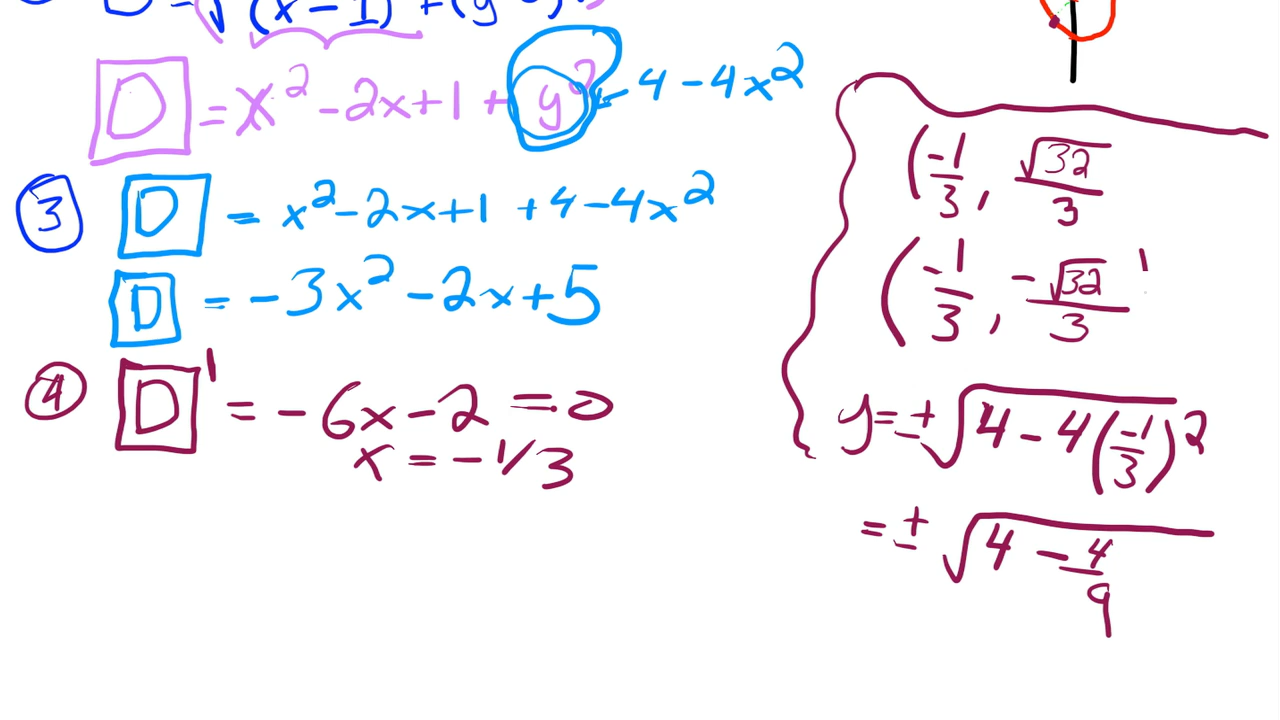 (x-1) + (y
D = x² -2x+1 + y² ← 4 - 4x²
③ D = x² -2x+1 +4-4x²
D = -3x² -2x+5
④ D' = -6x-2 = 0
x = -1/3
(-1/3, √32/3)
(-1/3, -√32/3
y=± √4-4(-1/3)²
= ± √4 - 4/9